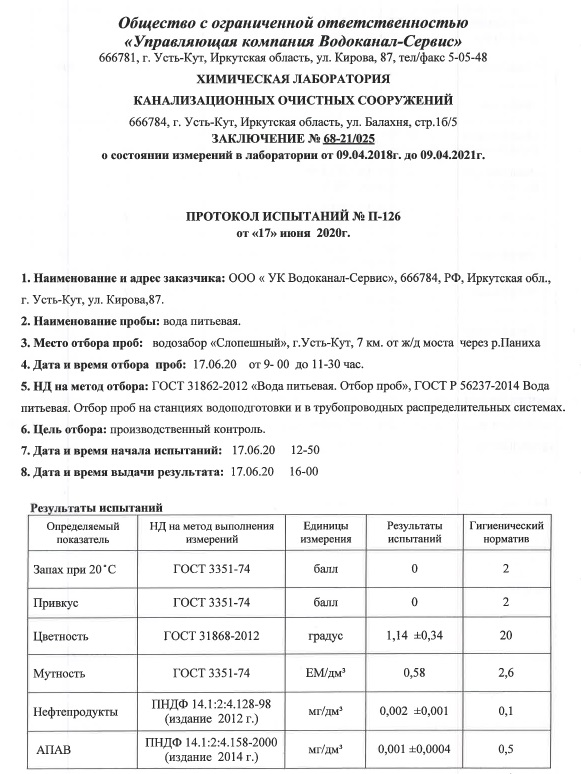 Общество с ограниченной ответственностью
«Управляющая компания Водоканал-Сервис»
666781, г. Усть-Кут, Иркутская область, ул. Кирова, 87, тел/факс 5-05-48
ХИМИЧЕСКАЯ ЛАБОРАТОРИЯ
КАНАЛИЗАЦИОННЫХ ОЧИСТНЫХ СООРУЖЕНИЙ
666784, г. Усть-Кут, Иркутская область, ул. Балахня, стр.1б/5
ЗАКЛЮЧЕНИЕ № 68-21/025
о состоянии измерений в лаборатории от 09.04.2018г. до 09.04.2021г.
ПРОТОКОЛ ИСПЫТАНИЙ № П-126
от «17» июня 2020г.
1. Наименование и адрес заказчика: ООО « УК Водоканал-Сервис», 666784, РФ, Иркутская обл.,
г. Усть-Кут, ул. Кирова,87.
2. Наименование пробы: вода питьевая.
3. Место отбора проб: водозабор «Слопешный», г.Усть-Кут, 7 км. от ж/д моста через р.Паниха
4. Дата и время отбора проб: 17.06.20 от 9- 00 до 11-30 час.
5. НД на метод отбора: ГОСТ 31862-2012 «Вода питьевая. Отбор проб», ГОСТ Р 56237-2014 Вода
питьевая. Отбор проб на станциях водоподготовки и в трубопроводных распределительных системах.
6. Цель отбора: производственный контроль.
7. Дата и время начала испытаний: 17.06.20 12-50
8. Дата и время выдачи результата: 17.06.20 16-00
Результаты испытаний
Определяемый показатель НД на метод выполнения измерений Единицы измерения Результаты испытаний Гигиенический норматив
Запах при 20˚С ГОСТ 3351-74 балл 0 2
Привкус ГОСТ 3351-74 балл 0 2
Цветность ГОСТ 31868-2012 градус 1,14 ±0,34 20
Мутность ГОСТ 3351-74 ЕМ/дм³ 0,58 2,6
Нефтепродукты ПНДФ 14.1:2:4.128-98 (издание 2012 г.) мг/дм³ 0,002 ±0,001 0,1
АПАВ ПНДФ 14.1:2:4.158-2000 (издание 2014 г.) мг/дм³ 0,001 ±0,0004 0,5